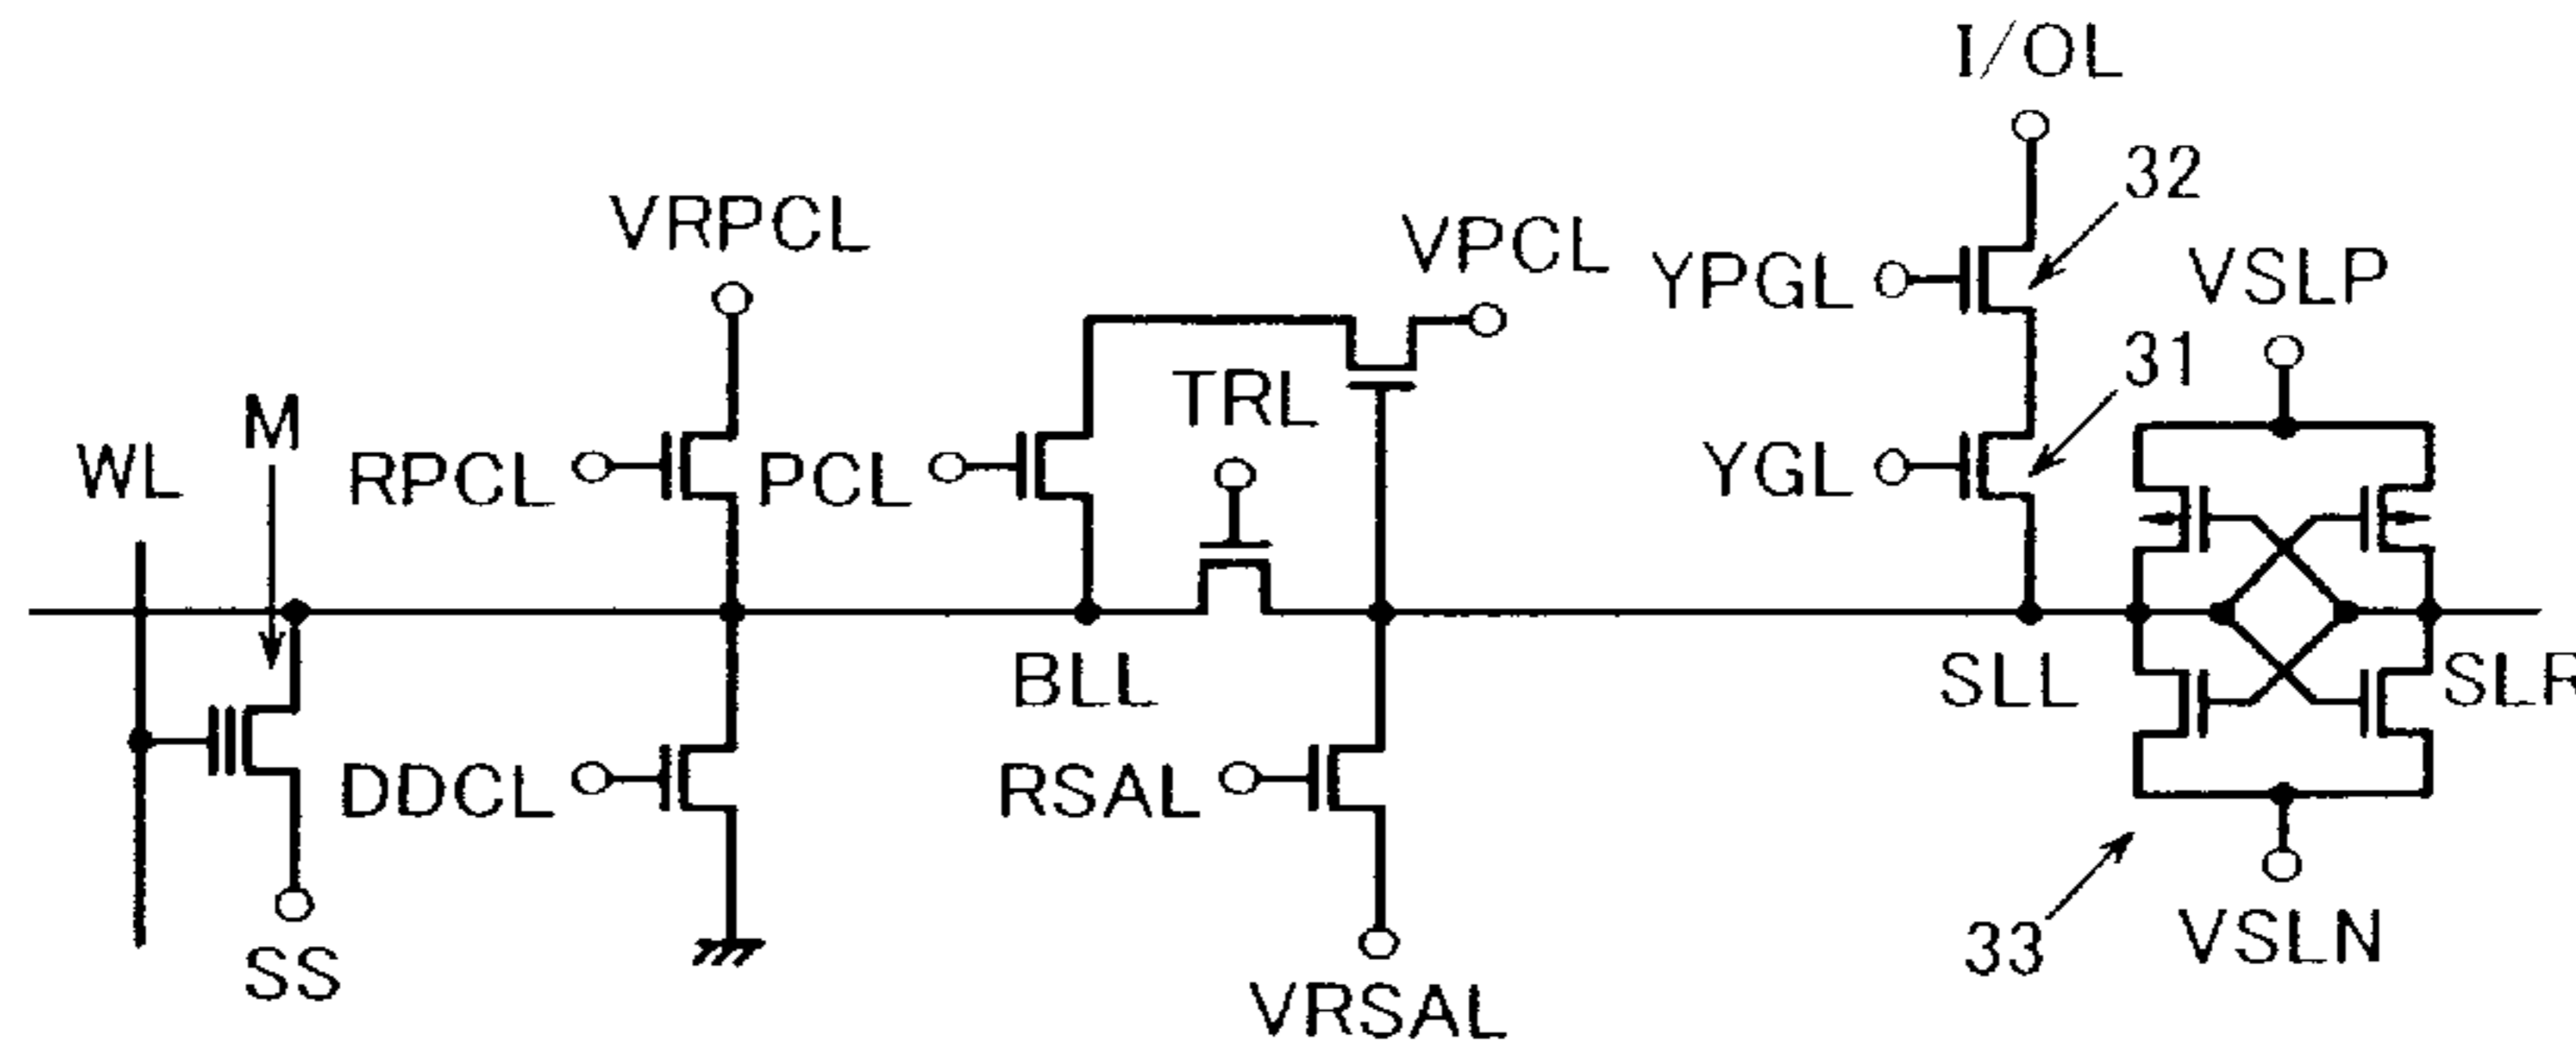 I/OL
32
VRPCL
VPCL
YPGL
VSLP
TRL
31
M
WL
RPCL
PCL
YGL
BLL
SLL
SLR
DDCL
RSAL
SS
33
VSLN
VRSAL